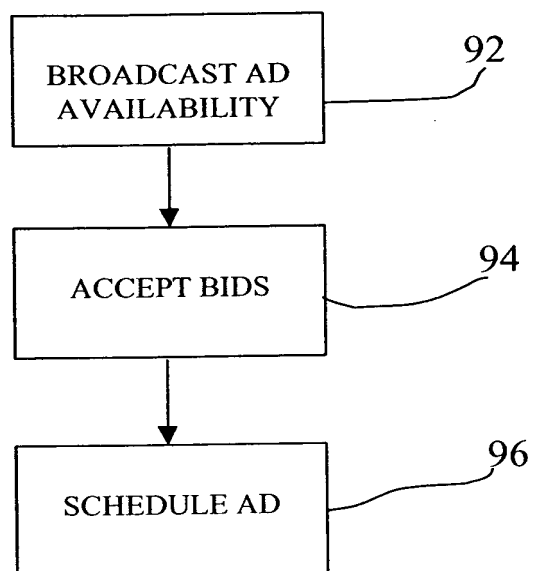 BROADCAST AD
AVAILABILITY
92
ACCEPT BIDS
94
SCHEDULE AD
96